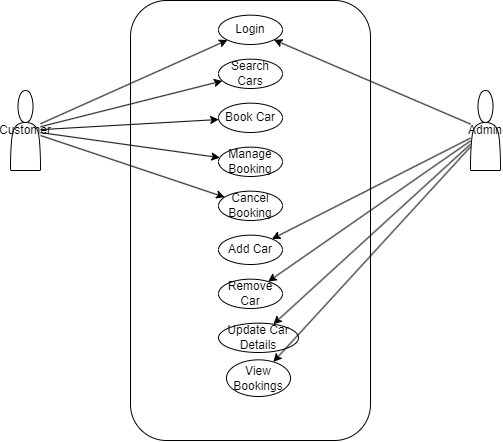 Login
Search
Cars
Book Car
Customer
Admin
Manage
Booking
Cancel
Booking
Add Car
Remove
Car
Update Car
Details
View
Bookings